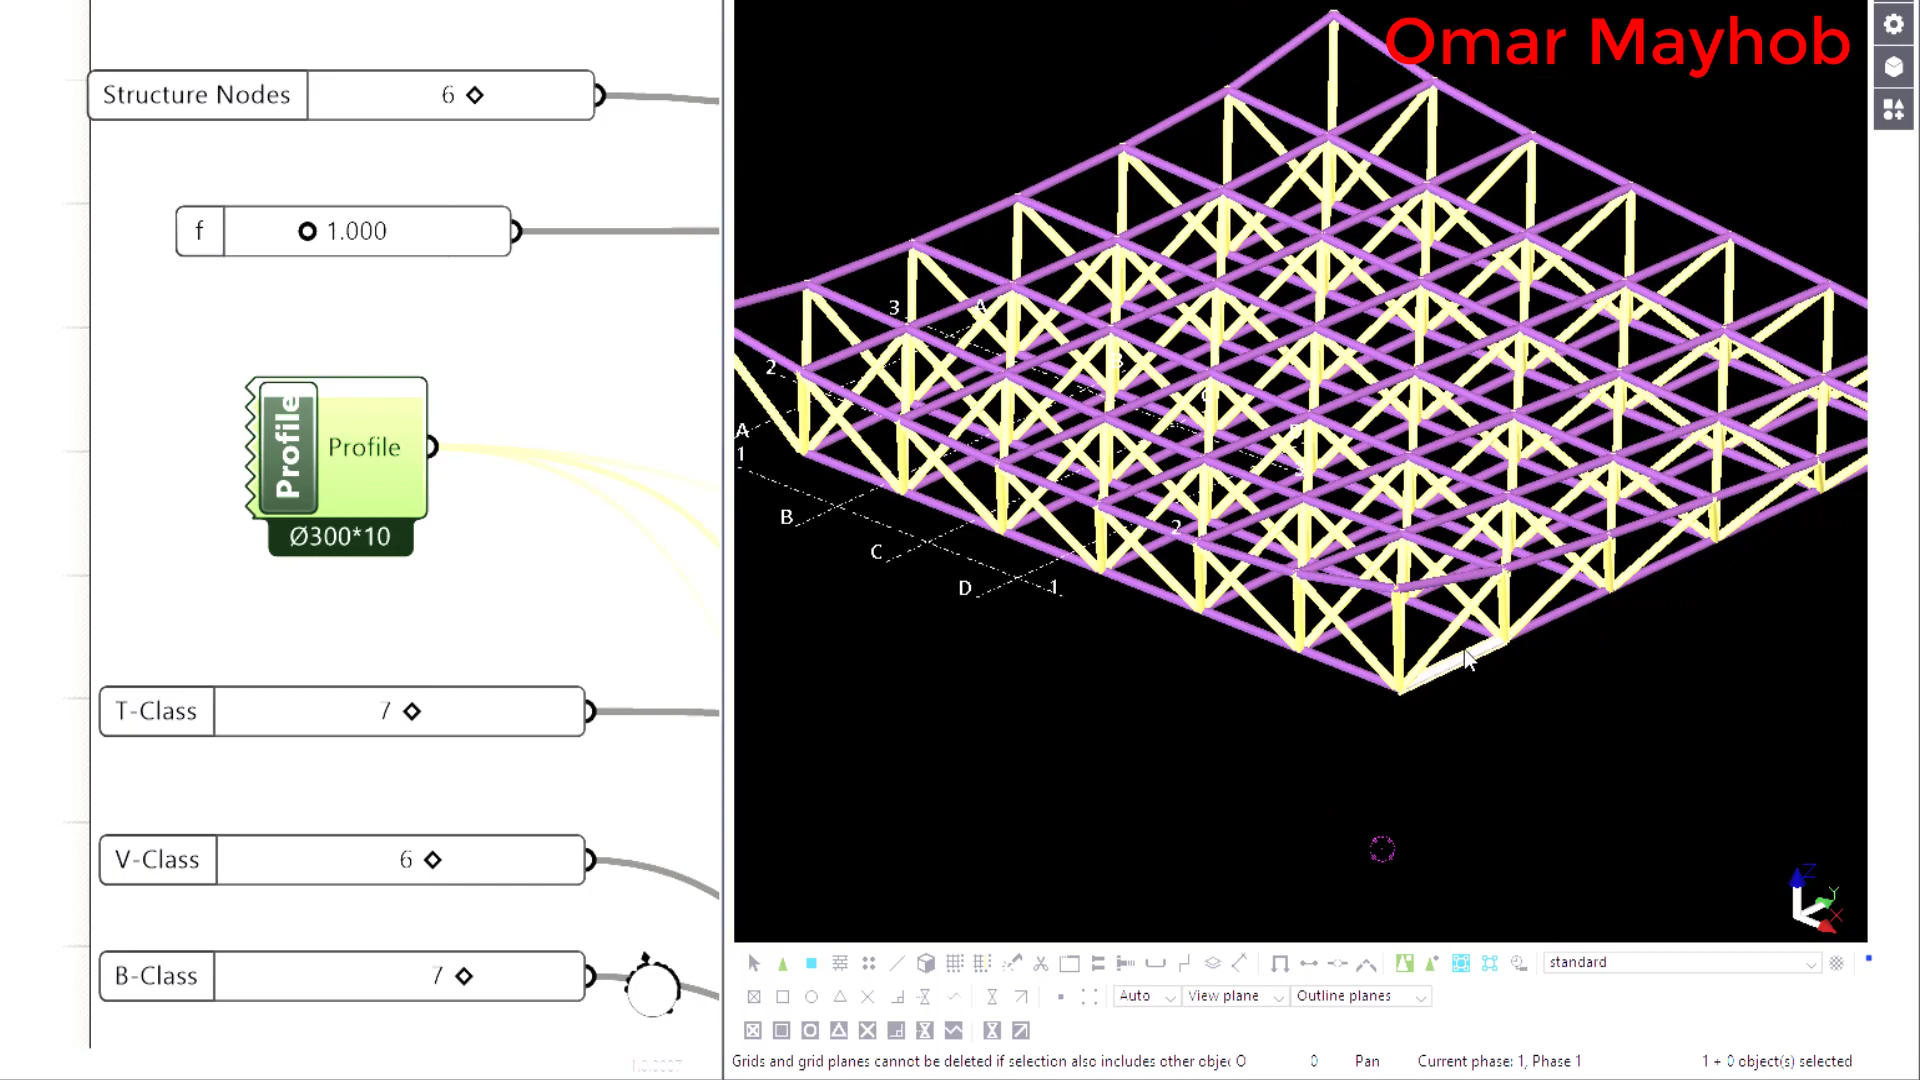 Omar Mayhob
Structure Nodes 6
f 1.000
Profile
Profile
Ø300*10
T-Class 7
V-Class 6
B-Class 7
3 A
2
B
A
1
B
C
D 1
2
Z
Y
X
standard
Auto View plane Outline planes
Grids and grid planes cannot be deleted if selection also includes other objec O 0 Pan Current phase: 1, Phase 1 1 + 0 object(s) selected